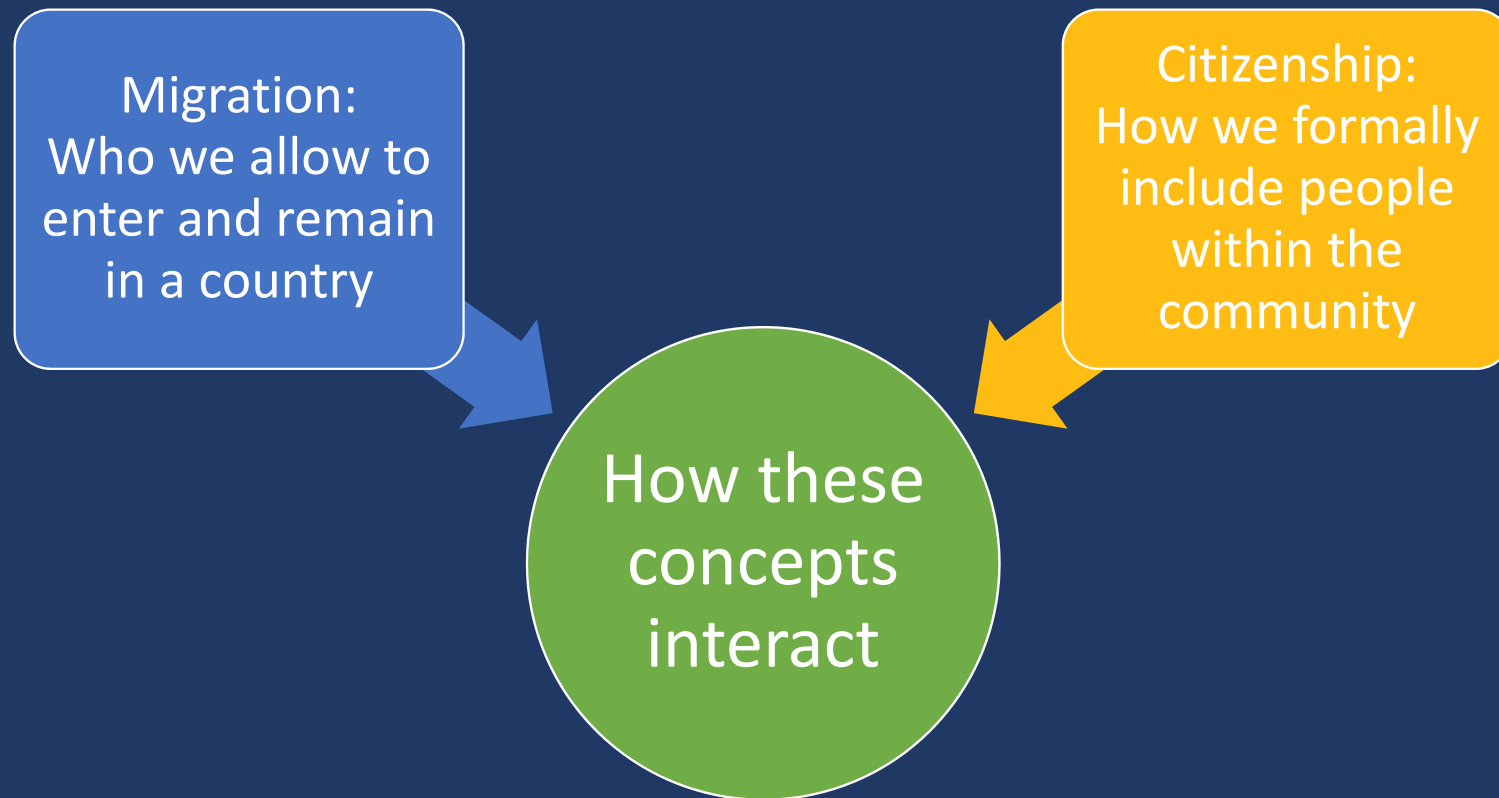 Migration:
Who we allow to
enter and remain
in a country
Citizenship:
How we formally
include people
within the
community
How these
concepts
interact